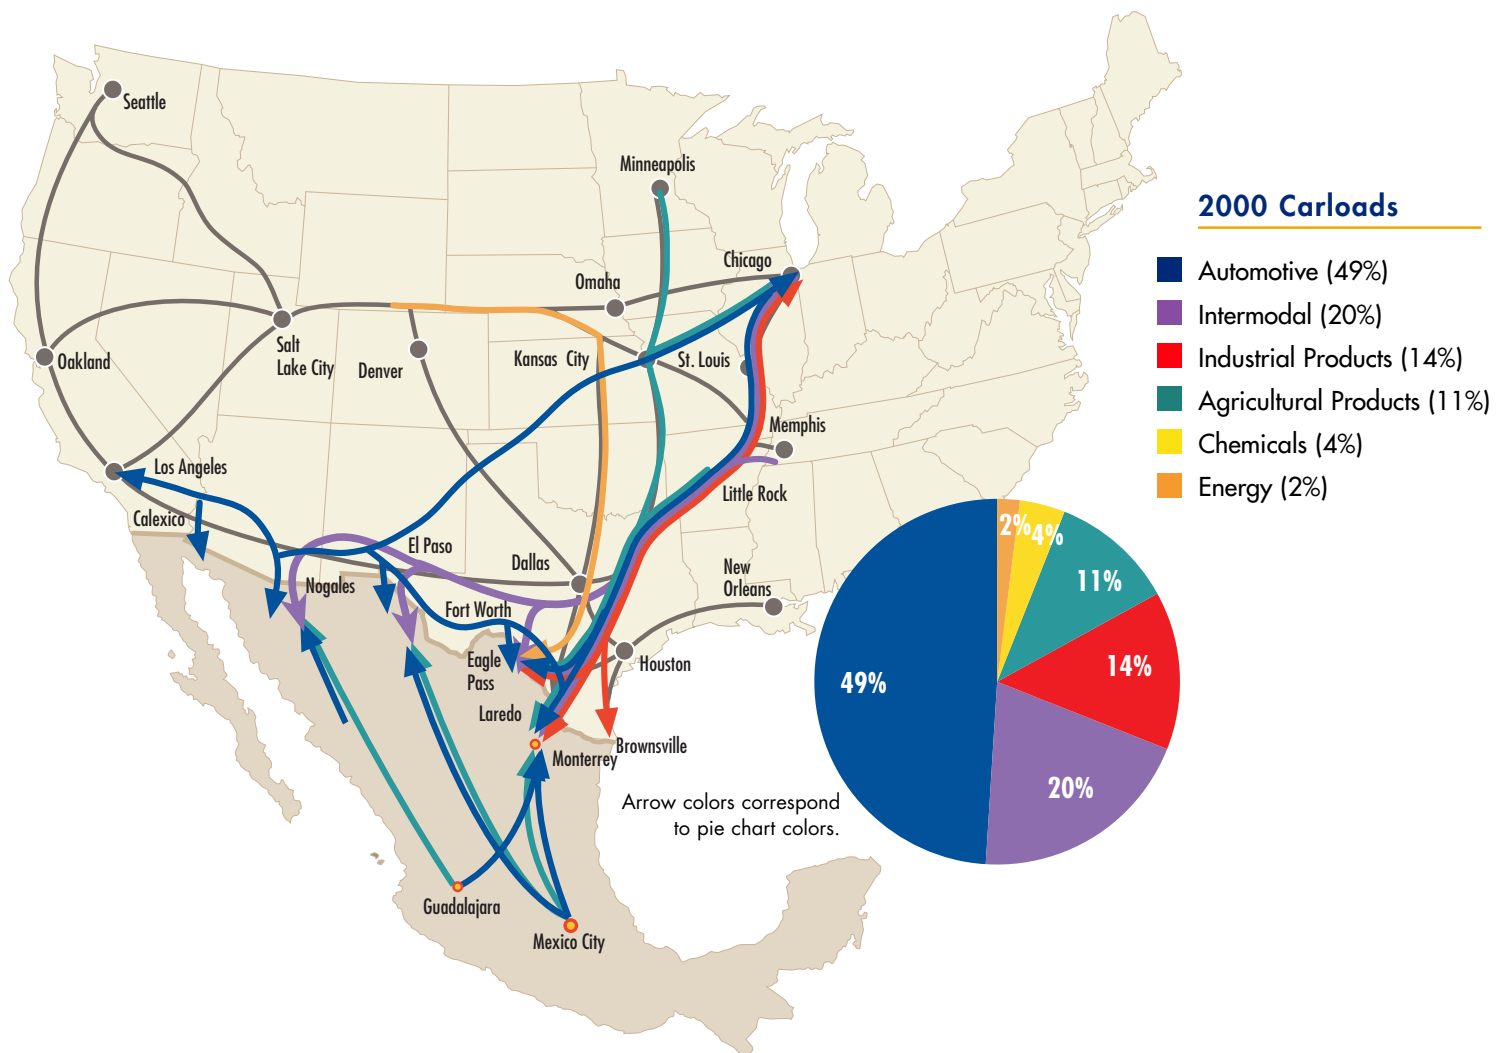 Seattle
Minneapolis
Chicago
Omaha
Salt
Lake City
Oakland
Denver
Kansas City
St. Louis
Memphis
Los Angeles
Little Rock
Calexico
El Paso
Dallas
New
Orleans
Nogales
Fort Worth
Eagle
Pass
Houston
Laredo
Brownsville
Monterrey
Guadalajara
Mexico City
Arrow colors correspond
to pie chart colors.
2000 Carloads
Automotive (49%)
Intermodal (20%)
Industrial Products (14%)
Agricultural Products (11%)
Chemicals (4%)
Energy (2%)
2%
4%
11%
14%
49%
20%